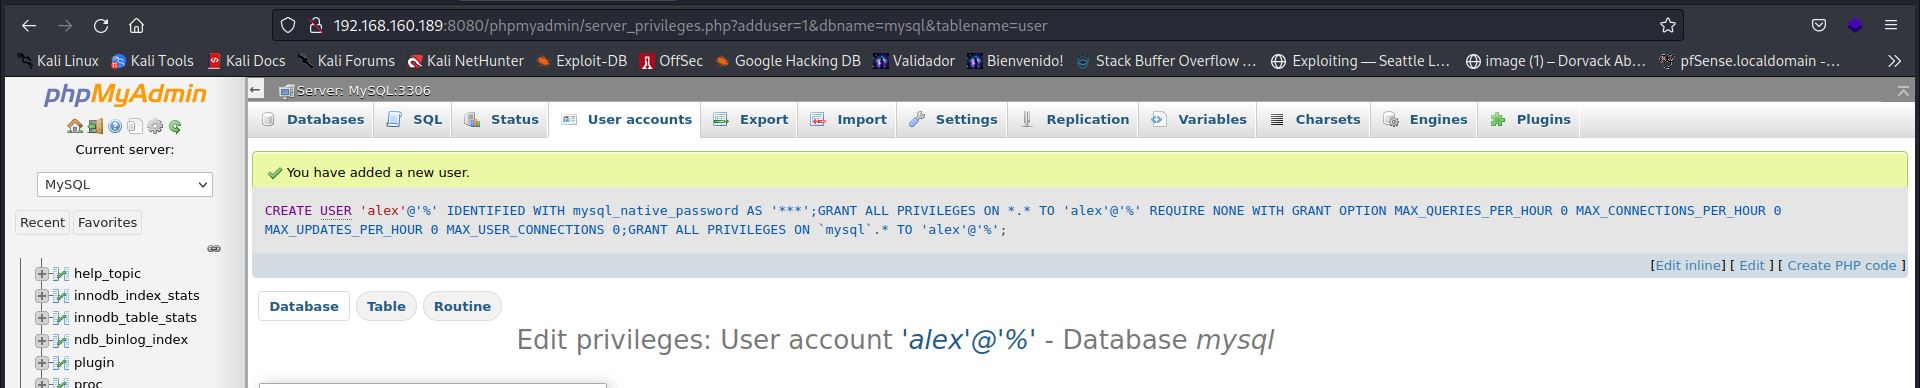 192.168.160.189:8080/phpmyadmin/server_privileges.php?adduser=1&dbname=mysql&tablename=user
Kali Linux Kali Tools Kali Docs Kali Forums Kali NetHunter Exploit-DB OffSec Google Hacking DB Validador Bienvenido! Stack Buffer Overflow ... Exploiting — Seattle L... image (1) – Dorvack Ab... pfSense.localdomain -...
phpMyAdmin
Current server:
MySQL
Recent Favorites
help_topic
innodb_index_stats
innodb_table_stats
ndb_binlog_index
plugin
proc
Server: MySQL:3306
Databases SQL Status User accounts Export Import Settings Replication Variables Charsets Engines Plugins
You have added a new user.
CREATE USER 'alex'@'%' IDENTIFIED WITH mysql_native_password AS '***';GRANT ALL PRIVILEGES ON *.* TO 'alex'@'%' REQUIRE NONE WITH GRANT OPTION MAX_QUERIES_PER_HOUR 0 MAX_CONNECTIONS_PER_HOUR 0
MAX_UPDATES_PER_HOUR 0 MAX_USER_CONNECTIONS 0;GRANT ALL PRIVILEGES ON `mysql`.* TO 'alex'@'%';
[Edit inline] [ Edit ] [ Create PHP code ]
Database Table Routine
Edit privileges: User account 'alex'@'%' - Database mysql